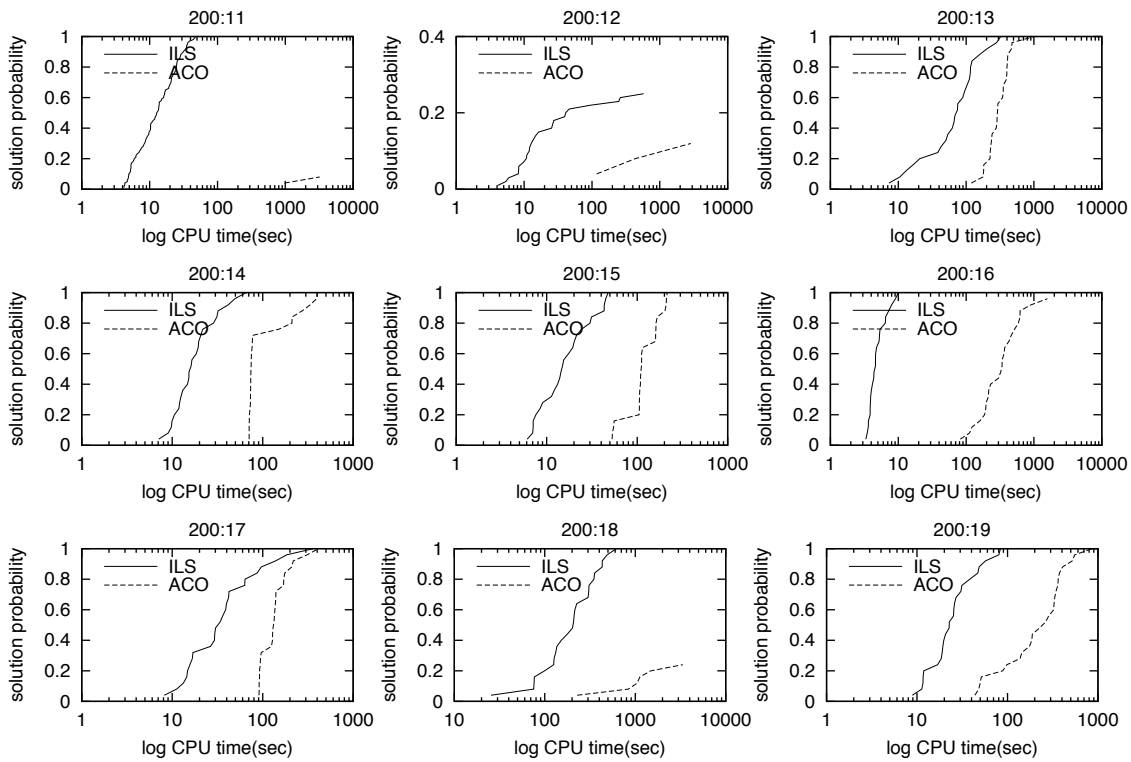 200:11
solution probability
1
0.8
0.6
0.4
0.2
0
ILS
ACO
1 10 100 1000 10000
log CPU time(sec)
200:12
solution probability
0.4
0.2
0
ILS
ACO
1 10 100 1000 10000
log CPU time(sec)
200:13
solution probability
1
0.8
0.6
0.4
0.2
0
ILS
ACO
1 10 100 1000 10000
log CPU time(sec)
200:14
solution probability
1
0.8
0.6
0.4
0.2
0
ILS
ACO
1 10 100 1000
log CPU time(sec)
200:15
solution probability
1
0.8
0.6
0.4
0.2
0
ILS
ACO
1 10 100 1000
log CPU time(sec)
200:16
solution probability
1
0.8
0.6
0.4
0.2
0
ILS
ACO
1 10 100 1000 10000
log CPU time(sec)
200:17
solution probability
1
0.8
0.6
0.4
0.2
0
ILS
ACO
1 10 100 1000
log CPU time(sec)
200:18
solution probability
1
0.8
0.6
0.4
0.2
0
ILS
ACO
10 100 1000 10000
log CPU time(sec)
200:19
solution probability
1
0.8
0.6
0.4
0.2
0
ILS
ACO
1 10 100 1000
log CPU time(sec)